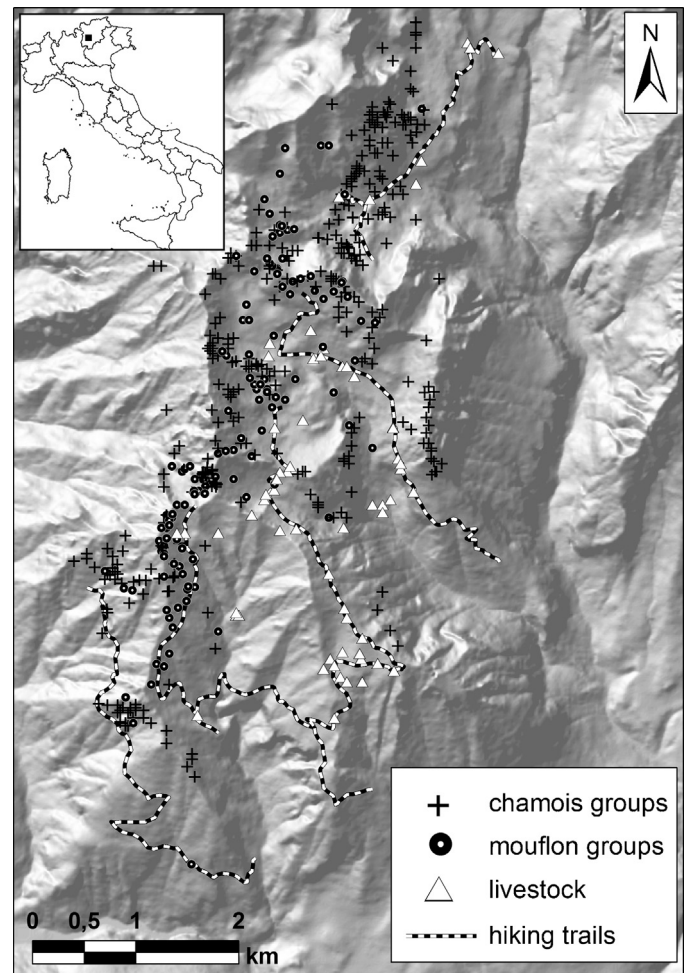 N
chamois groups
mouflon groups
livestock
hiking trails
0 0,5 1 2
km